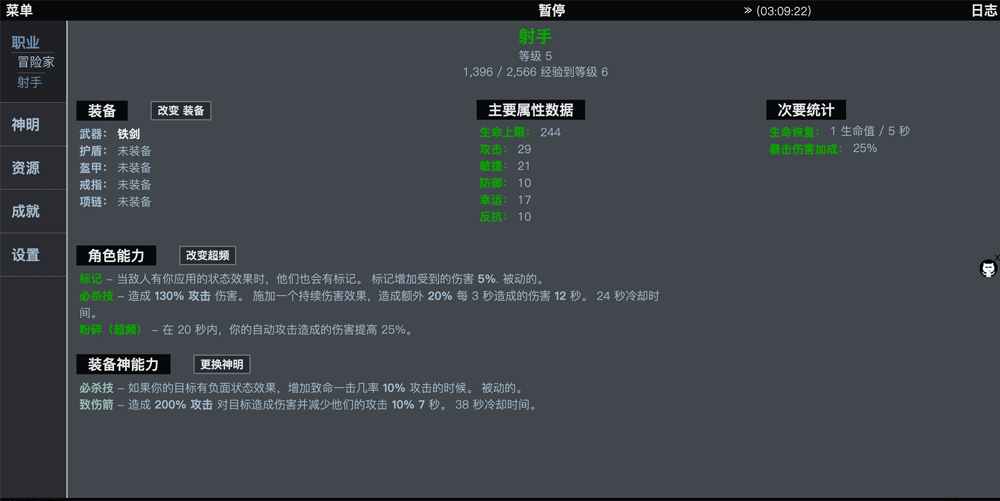 菜单
暂停
» (03:09:22)
日志
职业
冒险家
射手
神明
资源
成就
设置
射手
等级 5
1,396 / 2,566 经验到等级 6
装备
改变 装备
武器： 铁剑
护盾： 未装备
盔甲： 未装备
戒指： 未装备
项链： 未装备
主要属性数据
生命上限： 244
攻击： 29
敏捷： 21
防御： 10
幸运： 17
反抗： 10
次要统计
生命恢复： 1 生命值 / 5 秒
暴击伤害加成： 25%
角色能力
改变超频
标记 – 当敌人有你应用的状态效果时，他们也会有标记。 标记增加受到的伤害 5%. 被动的。
必杀技 – 造成 130% 攻击 伤害。 施加一个持续伤害效果，造成额外 20% 每 3 秒造成的伤害 12 秒。 24 秒冷却时
间。
粉碎（超频） – 在 20 秒内，你的自动攻击造成的伤害提高 25%。
装备神能力
更换神明
必杀技 – 如果你的目标有负面状态效果，增加致命一击几率 10% 攻击的时候。 被动的。
致伤箭 – 造成 200% 攻击 对目标造成伤害并减少他们的攻击 10% 7 秒。 38 秒冷却时间。